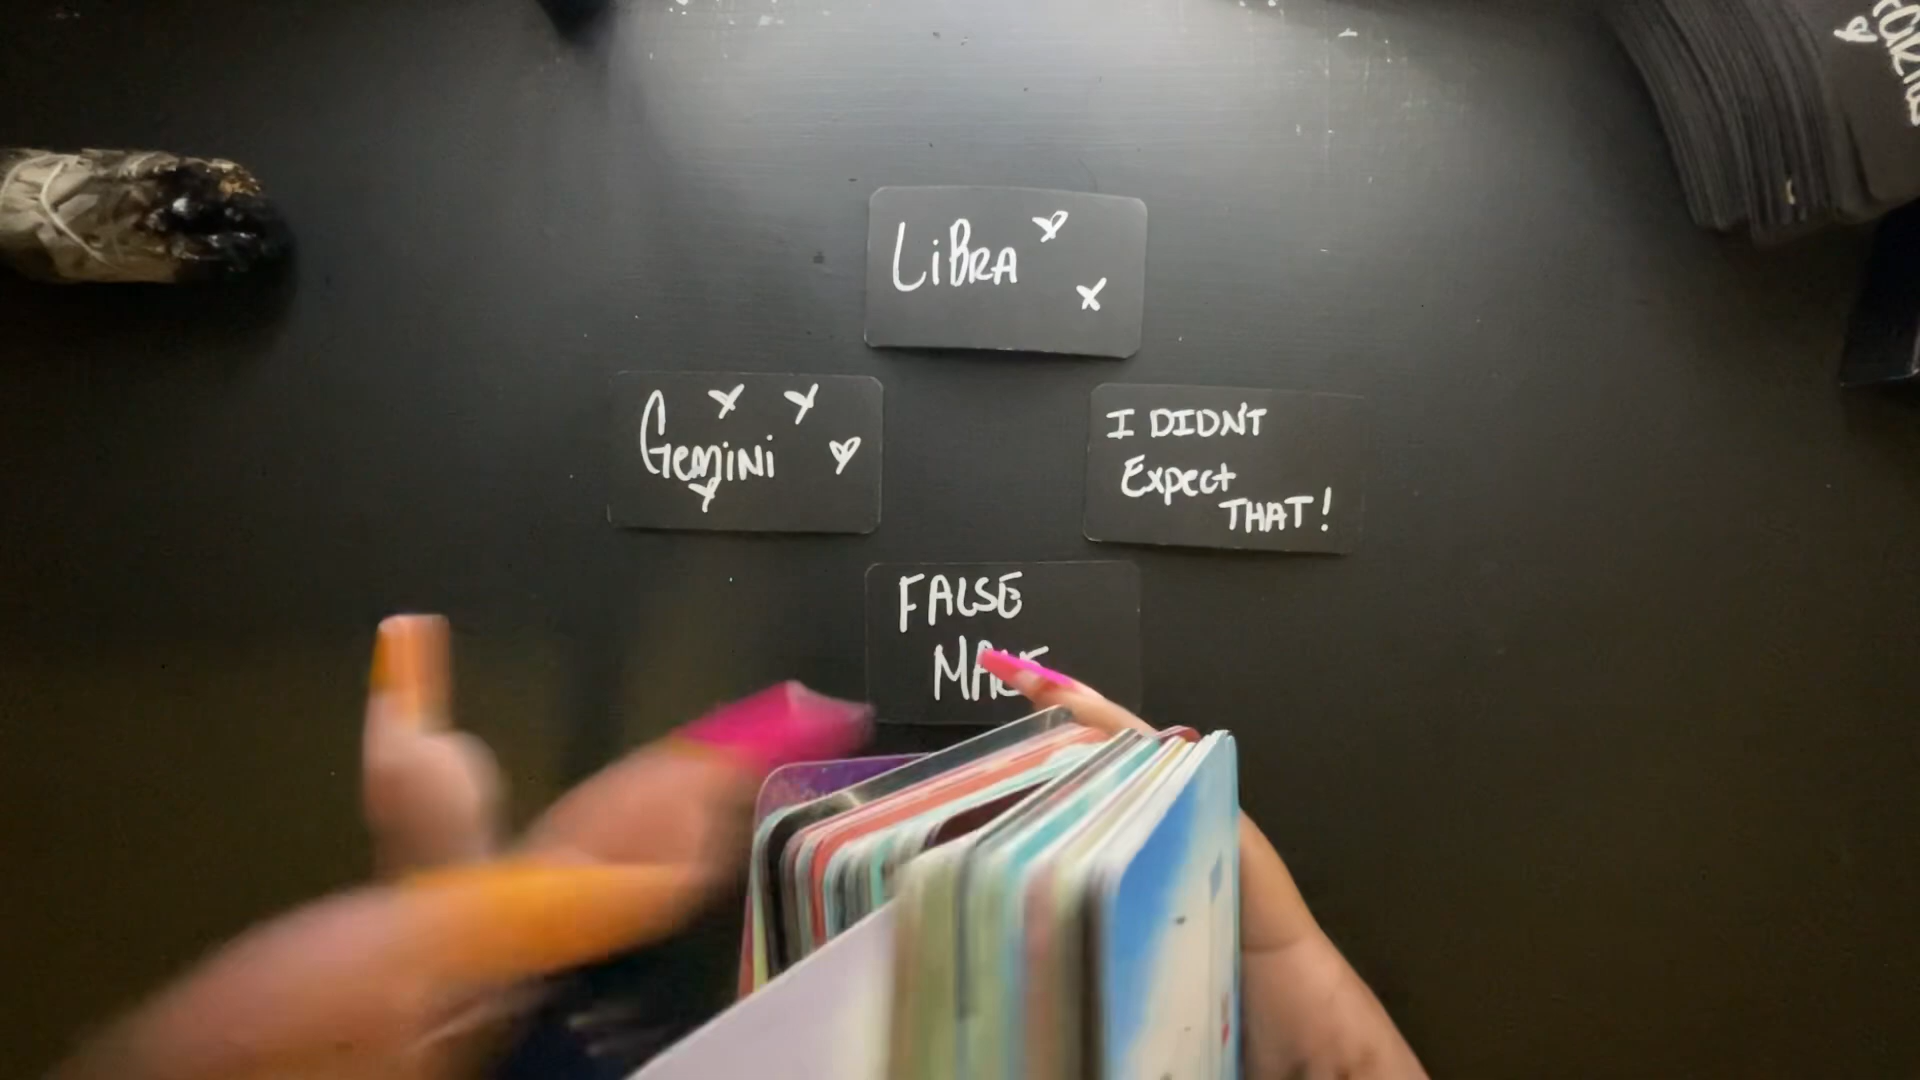 LiBRA
Gemini
I DIDN'T
Expect
THAT!
FALSE